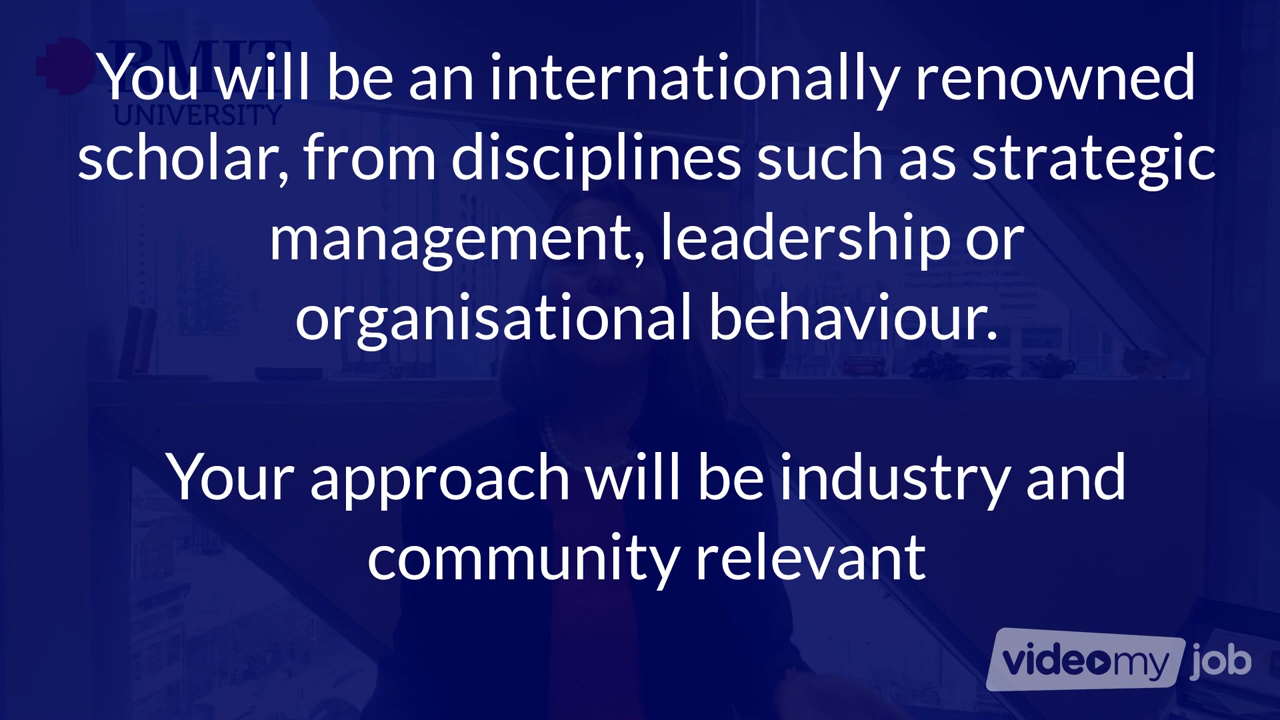 RMIT
UNIVERSITY
You will be an internationally renowned
scholar, from disciplines such as strategic
management, leadership or
organisational behaviour.
Your approach will be industry and
community relevant
videomyjob